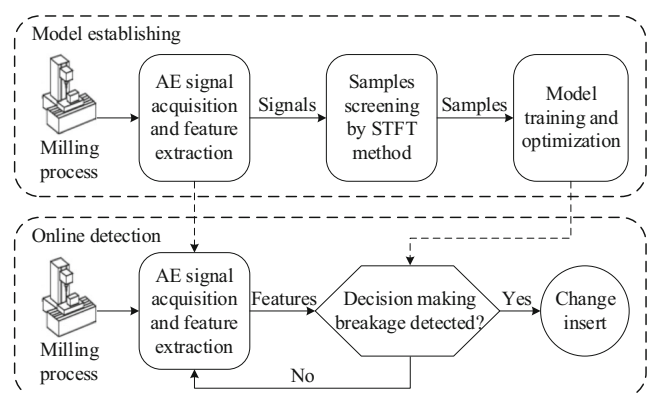 Model establishing
Milling
process
AE signal
acquisition
and feature
extraction
Signals
Samples
screening
by STFT
method
Samples
Model
training and
optimization
Online detection
Milling
process
AE signal
acquisition
and feature
extraction
Features
Decision making
breakage detected?
Yes
Change
insert
No